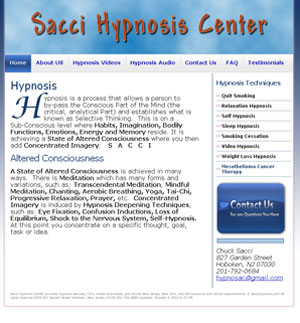 Sacci Hypnosis Center
Home About US Hypnosis Videos Hypnosis Audio Contact Us FAQ Testimonials
Hypnosis
Hypnosis is a process that allows a person to
by-pass the Conscious Part of the Mind (the
critical, analytical Part) and establishes what is
known as Selective Thinking. This is on a
Sub-Conscious level where Habits, Imagination, Bodily
Functions, Emotions, Energy and Memory reside. It is
achieving a State of Altered Consciousness where you then
add Concentrated Imagery. S A C C I
Altered Consciousness
A State of Altered Consciousness is achieved in many
ways. There is Meditation which has many forms and
variations, such as: Transcendental Meditation, Mindful
Meditation, Chanting, Aerobic Breathing, Yoga, Tai-Chi,
Progressive Relaxation, Prayer, etc. Concentrated
Imagery is induced by Hypnosis Deepening Techniques,
such as: Eye Fixation, Confusion Inductions, Loss of
Equilibrium, Shock to the Nervous System, Self-Hypnosis.
At this point you concentrate on a specific thought, goal,
task or idea.
Hypnosis Techniques
Quit Smoking
Relaxation Hypnosis
Self Hypnosis
Sleep Hypnosis
Smoking Cessation
Video Hypnosis
Weight Loss Hypnosis
Mesothelioma Cancer
Therapy
Contact Us
For any Questions You Have
Chuck Sacci
827 Garden Street
Hoboken, NJ 07030
201-792-0684
hypnosac@gmail.com